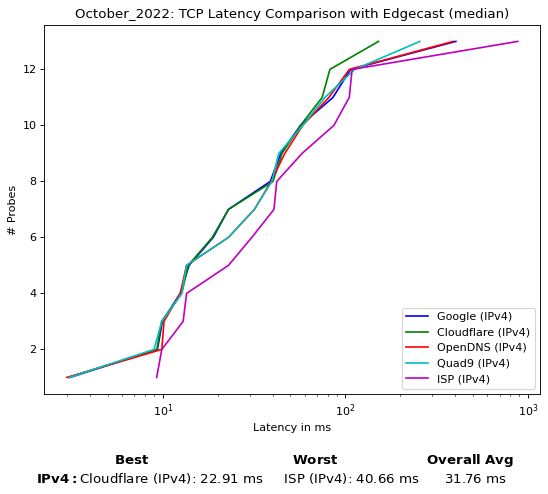 October_2022: TCP Latency Comparison with Edgecast (median)
# Probes
12
10
8
6
4
2
Google (IPv4)
Cloudflare (IPv4)
OpenDNS (IPv4)
Quad9 (IPv4)
ISP (IPv4)
10¹ 10² 10³
Latency in ms
Best Worst Overall Avg
IPv4: Cloudflare (IPv4): 22.91 ms ISP (IPv4): 40.66 ms 31.76 ms